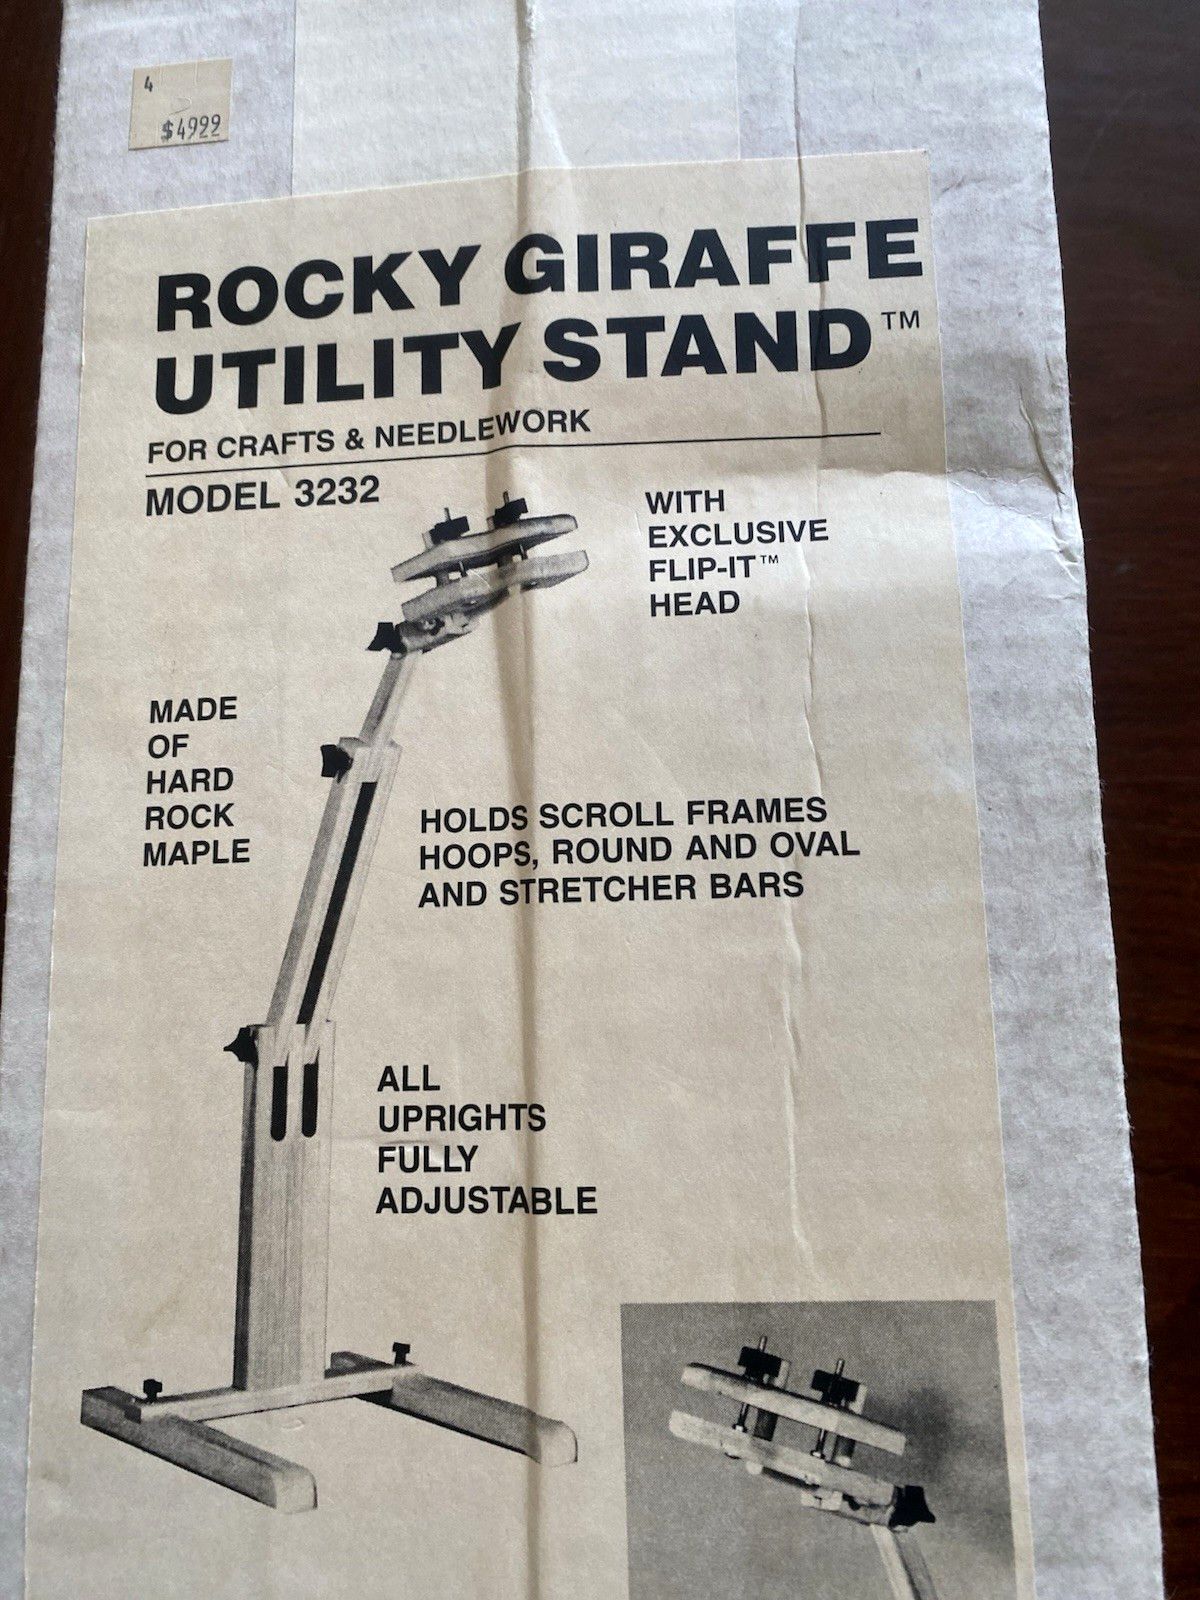 4
$4999
ROCKY GIRAFFE
UTILITY STAND™
FOR CRAFTS & NEEDLEWORK
MODEL 3232
WITH
EXCLUSIVE
FLIP-IT™
HEAD
MADE
OF
HARD
ROCK
MAPLE
HOLDS SCROLL FRAMES
HOOPS, ROUND AND OVAL
AND STRETCHER BARS
ALL
UPRIGHTS
FULLY
ADJUSTABLE